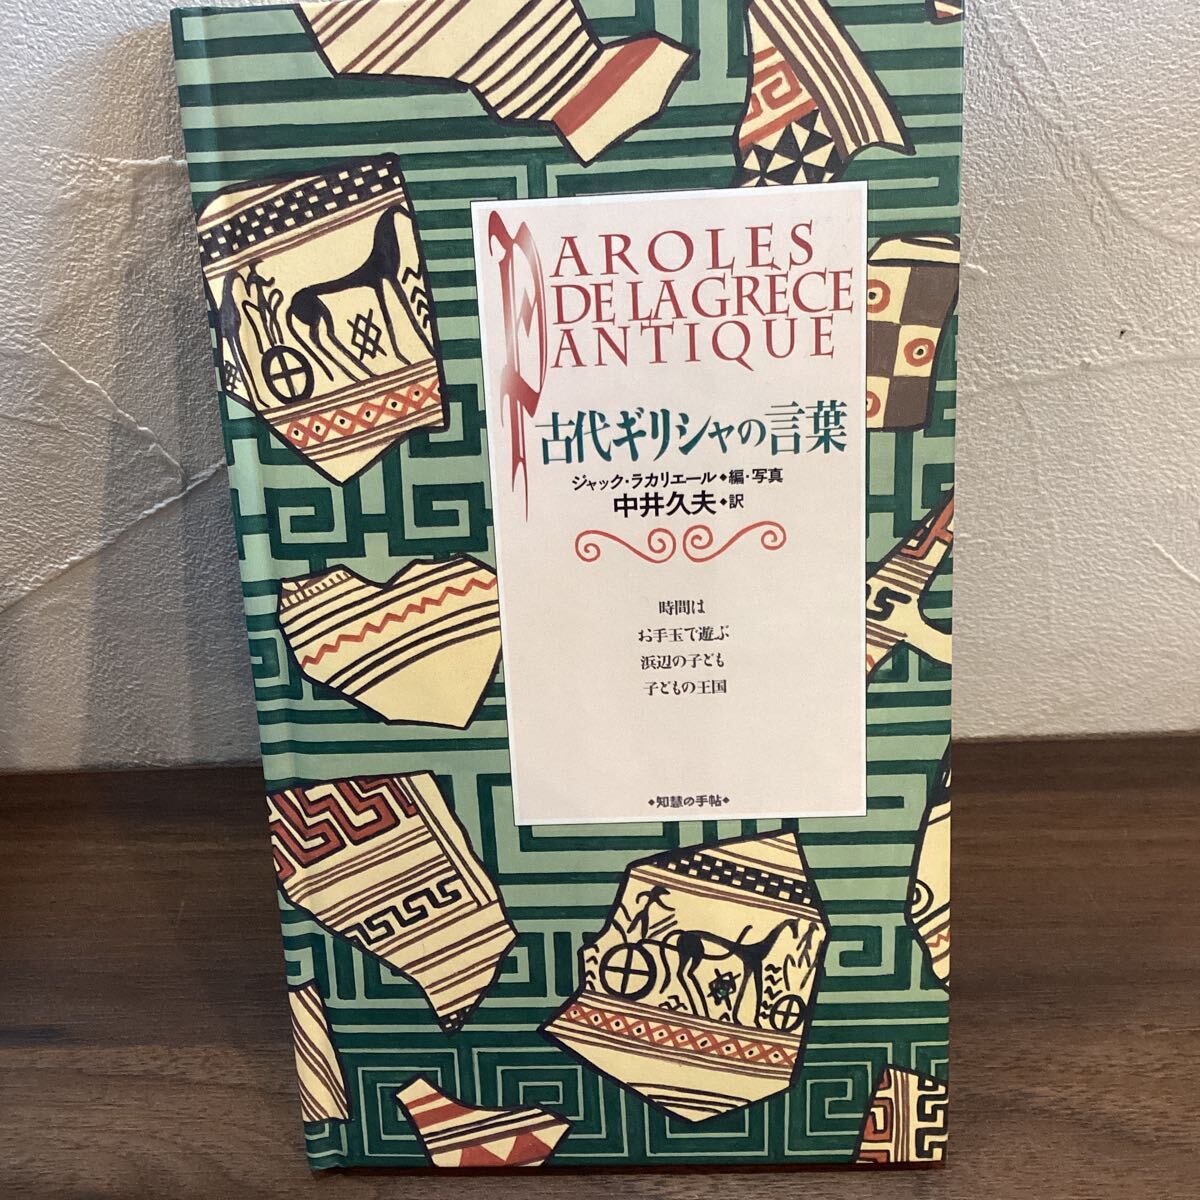 PAROLES
DE LA GRÈCE
ANTIQUE
古代ギリシャの言葉
ジャック・ラカリエール◆編・写真
中井久夫◆訳
時間は
お手玉で遊ぶ
浜辺の子ども
子どもの王国
◆知慧の手帖◆